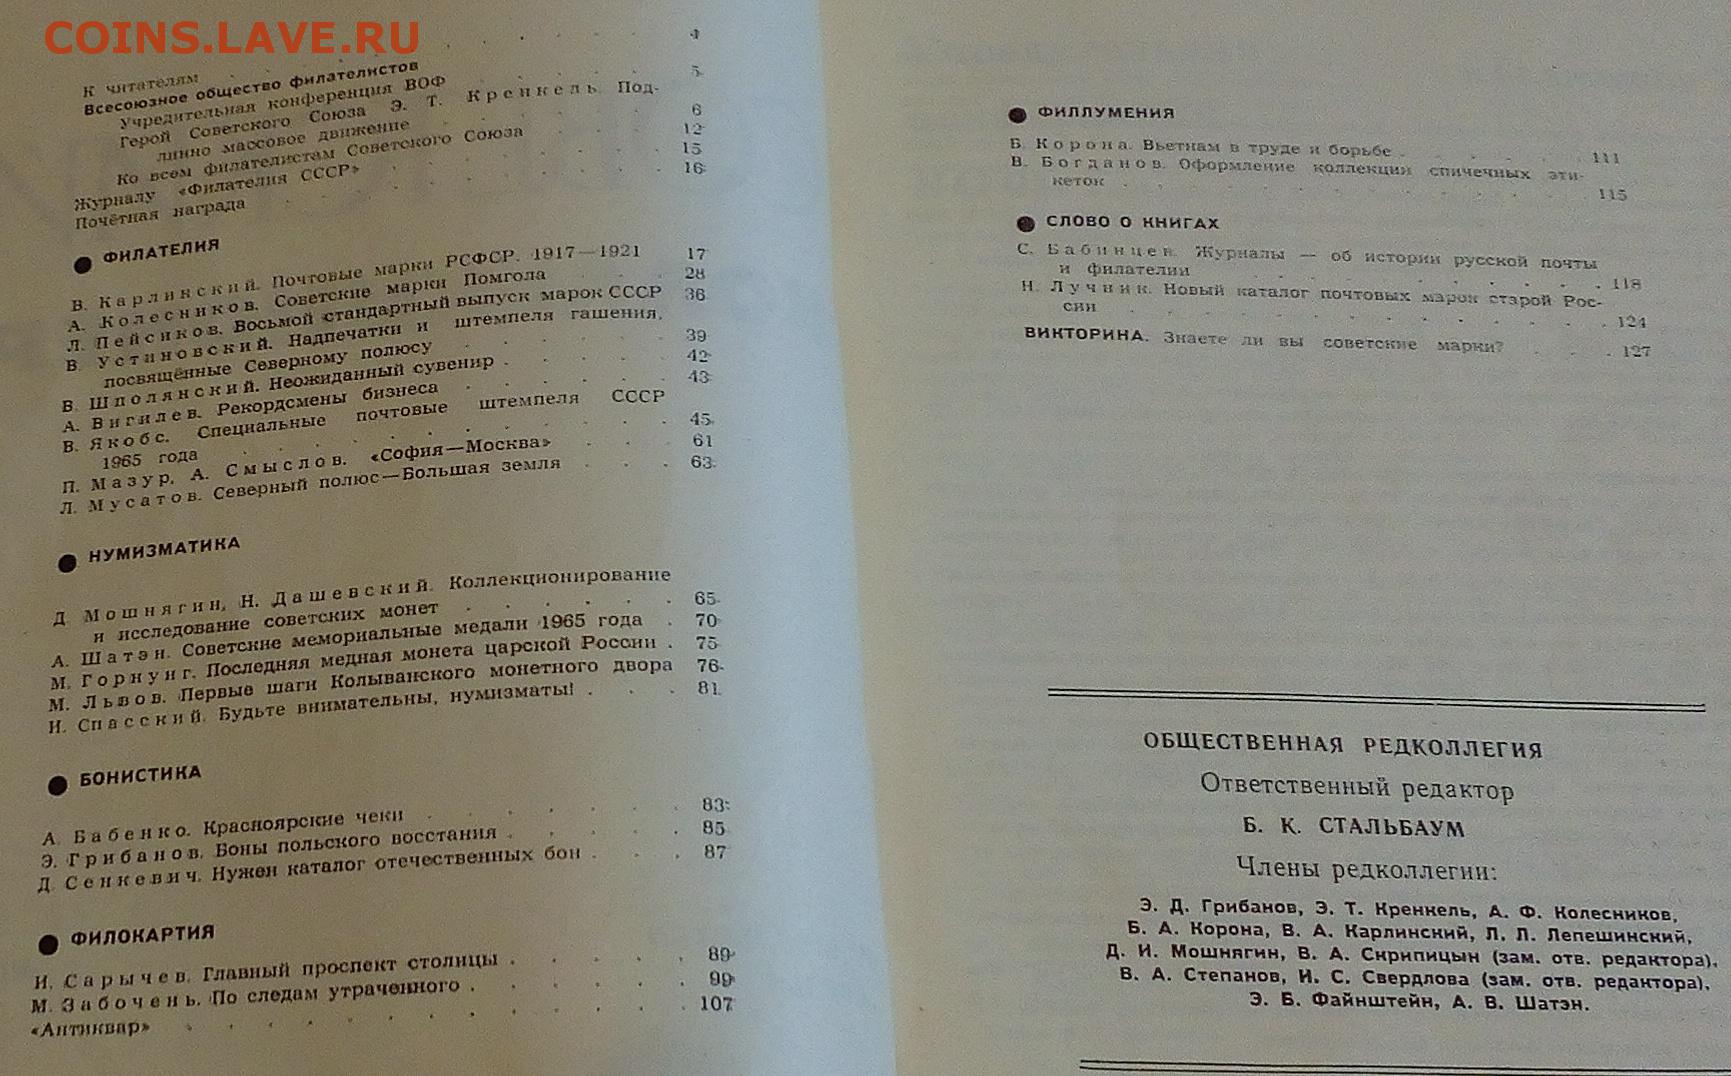 COINS.LAVE.RU
К читателям . . . . . . 4
Всесоюзное общество филателистов
Учредительная конференция ВОФ . . . . 5
Герой Советского Союза Э. Т. Кренкель. Под-
линно массовое движение . . . . . 6
Ко всем филателистам Советского Союза . . . 12
Журналу «Филателия СССР» . . . . . 15
Почётная награда . . . . . . 16
● ФИЛАТЕЛИЯ
В. Карлинский. Почтовые марки РСФСР. 1917—1921 17
А. Колесников. Советские марки Помгола . . . 28
Л. Пейсиков. Восьмой стандартный выпуск марок СССР 36
В. Устиновский. Надпечатки и штемпеля гашения,
посвящённые Северному полюсу . . . . 39
В. Шполянский. Неожиданный сувенир . . . . 42
А. Вигилев. Рекордсмены бизнеса . . . . . 43
В. Якобс. Специальные почтовые штемпеля СССР
1965 года . . . . . . . 45
П. Мазур, А. Смыслов. «София—Москва» . . . 61
Л. Мусатов. Северный полюс—Большая земля . . . 63
● НУМИЗМАТИКА
Д. Мошнягин, Н. Дашевский. Коллекционирование
и исследование советских монет . . . . . . 65
А. Шатэн. Советские мемориальные медали 1965 года . 70
М. Горнунг. Последняя медная монета царской России . 75
М. Львов. Первые шаги Колыванского монетного двора 76
И. Спасский. Будьте внимательны, нумизматы! . . . 81
● БОНИСТИКА
А. Бабенко. Красноярские чеки . . . . . . 83
Э. Грибанов. Боны польского восстания . . . . . 85
Д. Сенкевич. Нужен каталог отечественных бон . . . 87
● ФИЛОКАРТИЯ
И. Сарычев. Главный проспект столицы . . . . . 89
М. Забочень. По следам утраченного . . . . . . 99
«Антиквар» . . . . . . . . . . . 107
● ФИЛЛУМЕНИЯ
Б. Корона. Вьетнам в труде и борьбе . . . . . 111
В. Богданов. Оформление коллекции спичечных эти-
кеток . . . . . . . . . . 115
● СЛОВО О КНИГАХ
С. Бабинцев. Журналы — об истории русской почты
и филателии . . . . . . . . 118
Н. Лучник. Новый каталог почтовых марок старой Рос-
сии . . . . . . . . . . . 124
ВИКТОРИНА. Знаете ли вы советские марки? . . . 127
ОБЩЕСТВЕННАЯ РЕДКОЛЛЕГИЯ
Ответственный редактор
Б. К. СТАЛЬБАУМ
Члены редколлегии:
Э. Д. Грибанов, Э. Т. Кренкель, А. Ф. Колесников,
Б. А. Корона, В. А. Карлинский, Л. Л. Лепешинский,
Д. И. Мошнягин, В. А. Скрипицын (зам. отв. редактора),
В. А. Степанов, И. С. Свердлова (зам. отв. редактора),
Э. Б. Файнштейн, А. В. Шатэн.